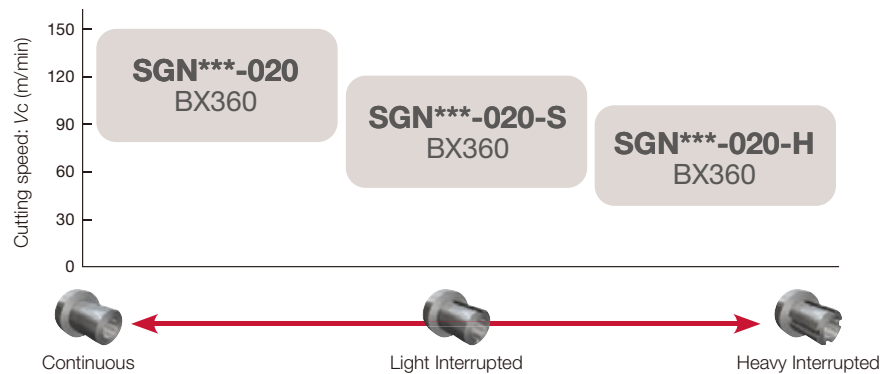 Cutting speed: Vc (m/min)
150
120
90
60
30
0
SGN***-020
BX360
SGN***-020-S
BX360
SGN***-020-H
BX360
Continuous
Light Interrupted
Heavy Interrupted